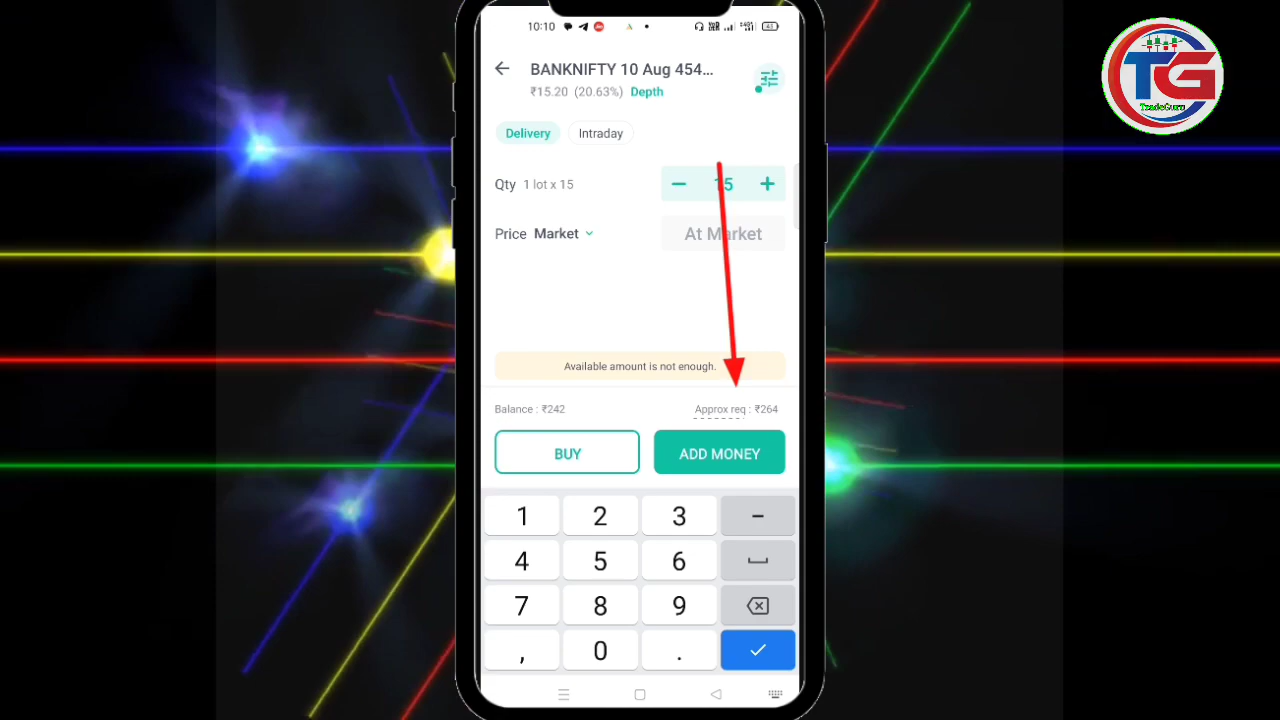 10:10
BANKNIFTY 10 Aug 454...
₹15.20 (20.63%) Depth
Delivery Intraday
Qty 1 lot x 15 − 15 +
Price Market At Market
Available amount is not enough.
Balance : ₹242 Approx req : ₹264
BUY ADD MONEY
1 2 3 −
4 5 6
7 8 9
, 0 .
TG
TradeGuru